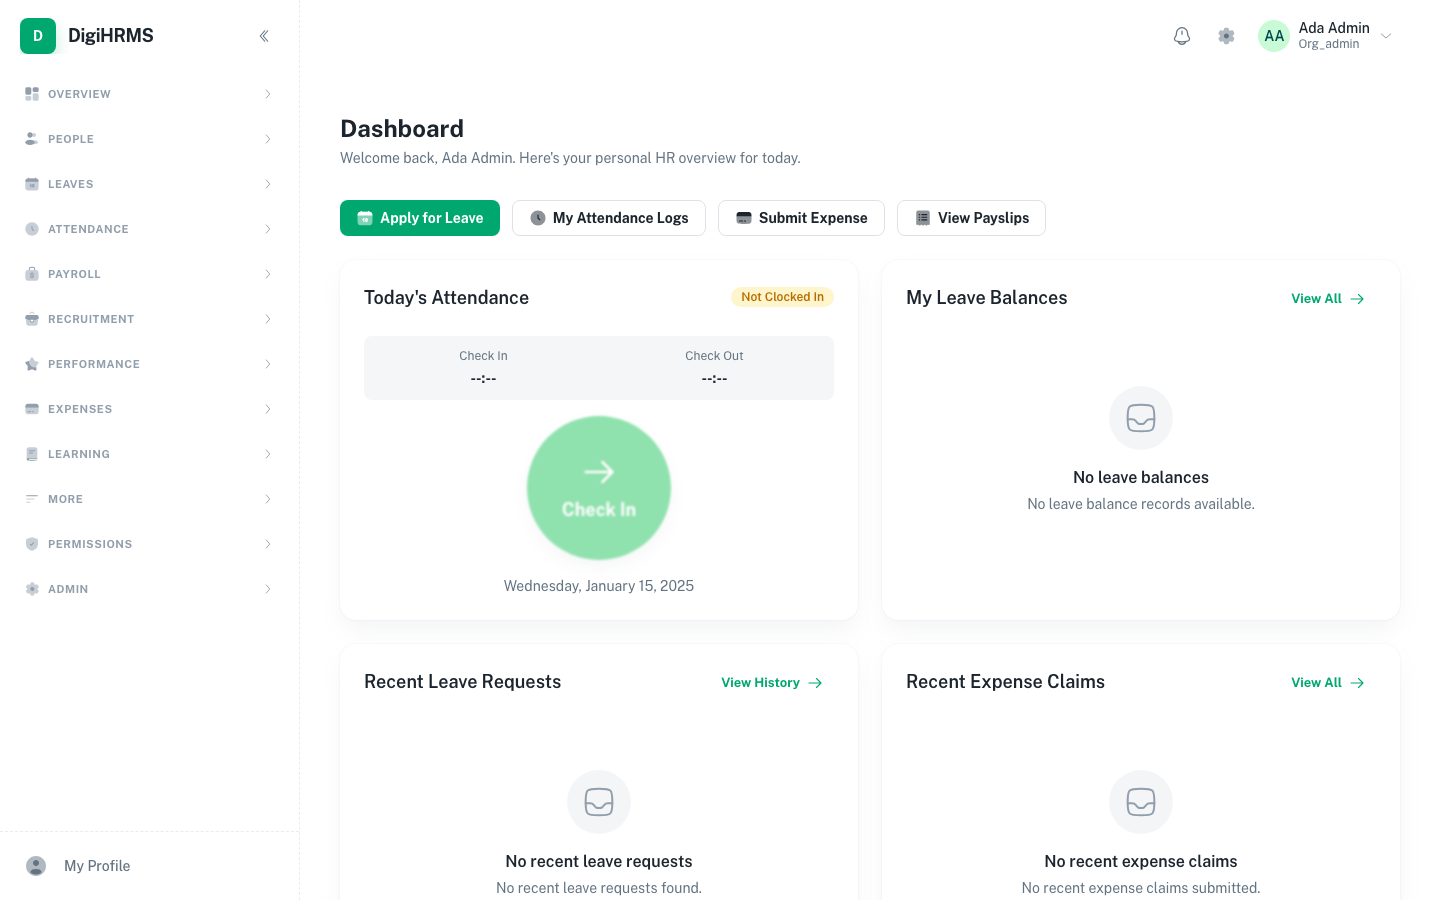 D DigiHRMS
OVERVIEW
PEOPLE
LEAVES
ATTENDANCE
PAYROLL
RECRUITMENT
PERFORMANCE
EXPENSES
LEARNING
MORE
PERMISSIONS
ADMIN
My Profile
AA Ada Admin
Org_admin
Dashboard
Welcome back, Ada Admin. Here's your personal HR overview for today.
Apply for Leave
My Attendance Logs
Submit Expense
View Payslips
Today's Attendance
Not Clocked In
Check In
--:--
Check Out
--:--
Check In
Wednesday, January 15, 2025
My Leave Balances
View All
No leave balances
No leave balance records available.
Recent Leave Requests
View History
No recent leave requests
No recent leave requests found.
Recent Expense Claims
View All
No recent expense claims
No recent expense claims submitted.